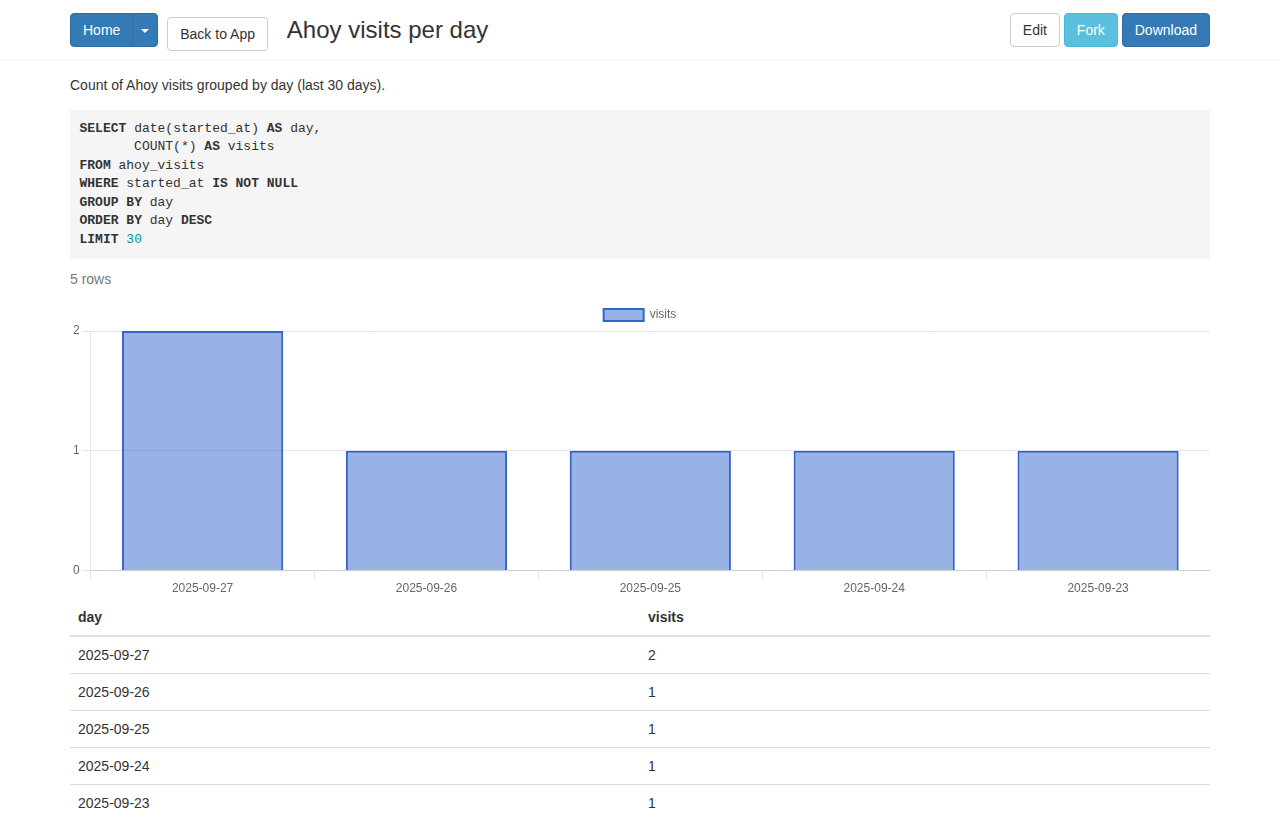 Home
Back to App
Ahoy visits per day
Edit
Fork
Download
Count of Ahoy visits grouped by day (last 30 days).
SELECT date(started_at) AS day,
       COUNT(*) AS visits
FROM ahoy_visits
WHERE started_at IS NOT NULL
GROUP BY day
ORDER BY day DESC
LIMIT 30
5 rows
visits
2
1
0
2025-09-27 2025-09-26 2025-09-25 2025-09-24 2025-09-23
day visits
2025-09-27 2
2025-09-26 1
2025-09-25 1
2025-09-24 1
2025-09-23 1